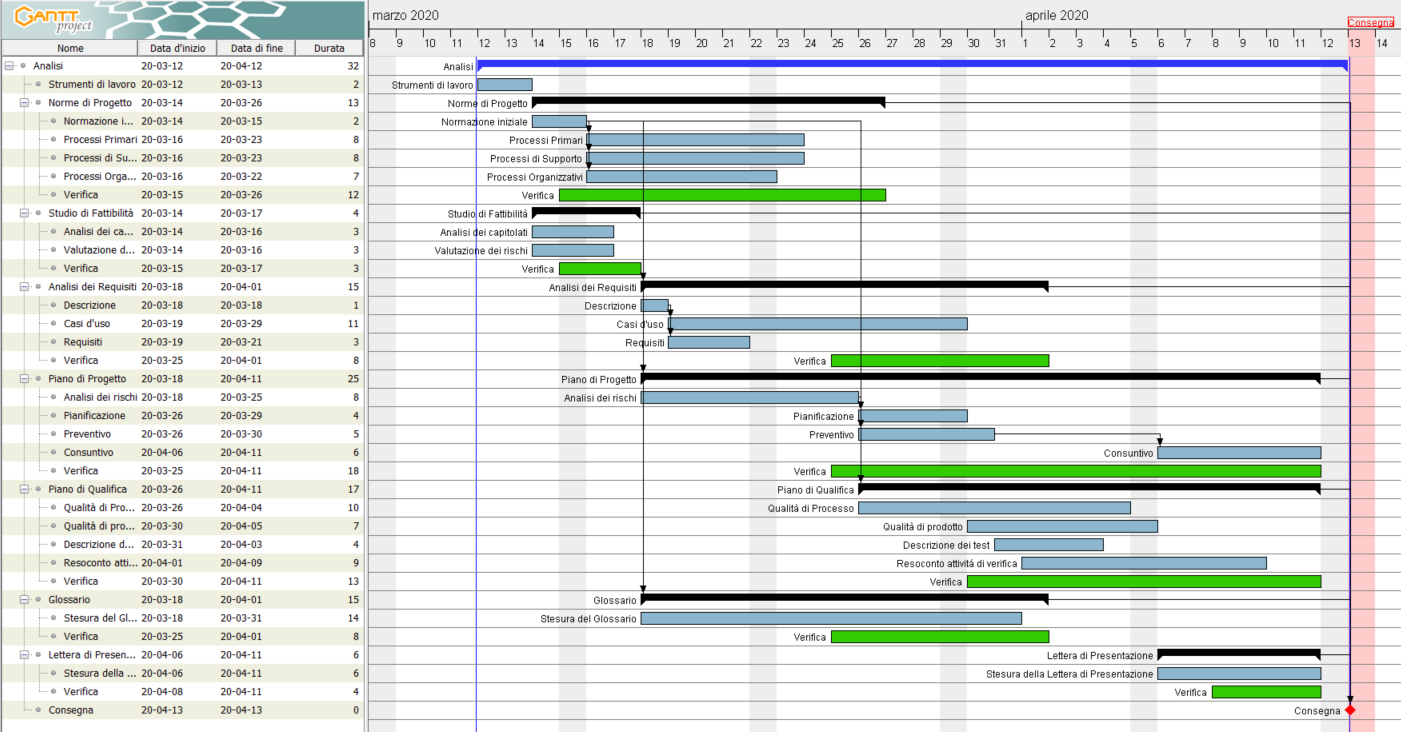 GANTT
project
marzo 2020
aprile 2020
Consegna
Nome Data d'inizio Data di fine Durata
8 9 10 11 12 13 14 15 16 17 18 19 20 21 22 23 24 25 26 27 28 29 30 31 1 2 3 4 5 6 7 8 9 10 11 12 13 14
Analisi 20-03-12 20-04-12 32 Analisi
Strumenti di lavoro 20-03-12 20-03-13 2 Strumenti di lavoro
Norme di Progetto 20-03-14 20-03-26 13 Norme di Progetto
Normazione i... 20-03-14 20-03-15 2 Normazione iniziale
Processi Primari 20-03-16 20-03-23 8 Processi Primari
Processi di Su... 20-03-16 20-03-23 8 Processi di Supporto
Processi Orga... 20-03-16 20-03-22 7 Processi Organizzativi
Verifica 20-03-15 20-03-26 12 Verifica
Studio di Fattibilità 20-03-14 20-03-17 4 Studio di Fattibilità
Analisi dei ca... 20-03-14 20-03-16 3 Analisi dei capitolati
Valutazione d... 20-03-14 20-03-16 3 Valutazione dei rischi
Verifica 20-03-15 20-03-17 3 Verifica
Analisi dei Requisiti 20-03-18 20-04-01 15 Analisi dei Requisiti
Descrizione 20-03-18 20-03-18 1 Descrizione
Casi d'uso 20-03-19 20-03-29 11 Casi d'uso
Requisiti 20-03-19 20-03-21 3 Requisiti
Verifica 20-03-25 20-04-01 8 Verifica
Piano di Progetto 20-03-18 20-04-11 25 Piano di Progetto
Analisi dei rischi 20-03-18 20-03-25 8 Analisi dei rischi
Pianificazione 20-03-26 20-03-29 4 Pianificazione
Preventivo 20-03-26 20-03-30 5 Preventivo
Consuntivo 20-04-06 20-04-11 6 Consuntivo
Verifica 20-03-25 20-04-11 18 Verifica
Piano di Qualifica 20-03-26 20-04-11 17 Piano di Qualifica
Qualità di Pro... 20-03-26 20-04-04 10 Qualità di Processo
Qualità di pro... 20-03-30 20-04-05 7 Qualità di prodotto
Descrizione d... 20-03-31 20-04-03 4 Descrizione dei test
Resoconto atti... 20-04-01 20-04-09 9 Resoconto attività di verifica
Verifica 20-03-30 20-04-11 13 Verifica
Glossario 20-03-18 20-04-01 15 Glossario
Stesura del Gl... 20-03-18 20-03-31 14 Stesura del Glossario
Verifica 20-03-25 20-04-01 8 Verifica
Lettera di Presen... 20-04-06 20-04-11 6 Lettera di Presentazione
Stesura della ... 20-04-06 20-04-11 6 Stesura della Lettera di Presentazione
Verifica 20-04-08 20-04-11 4 Verifica
Consegna 20-04-13 20-04-13 0 Consegna